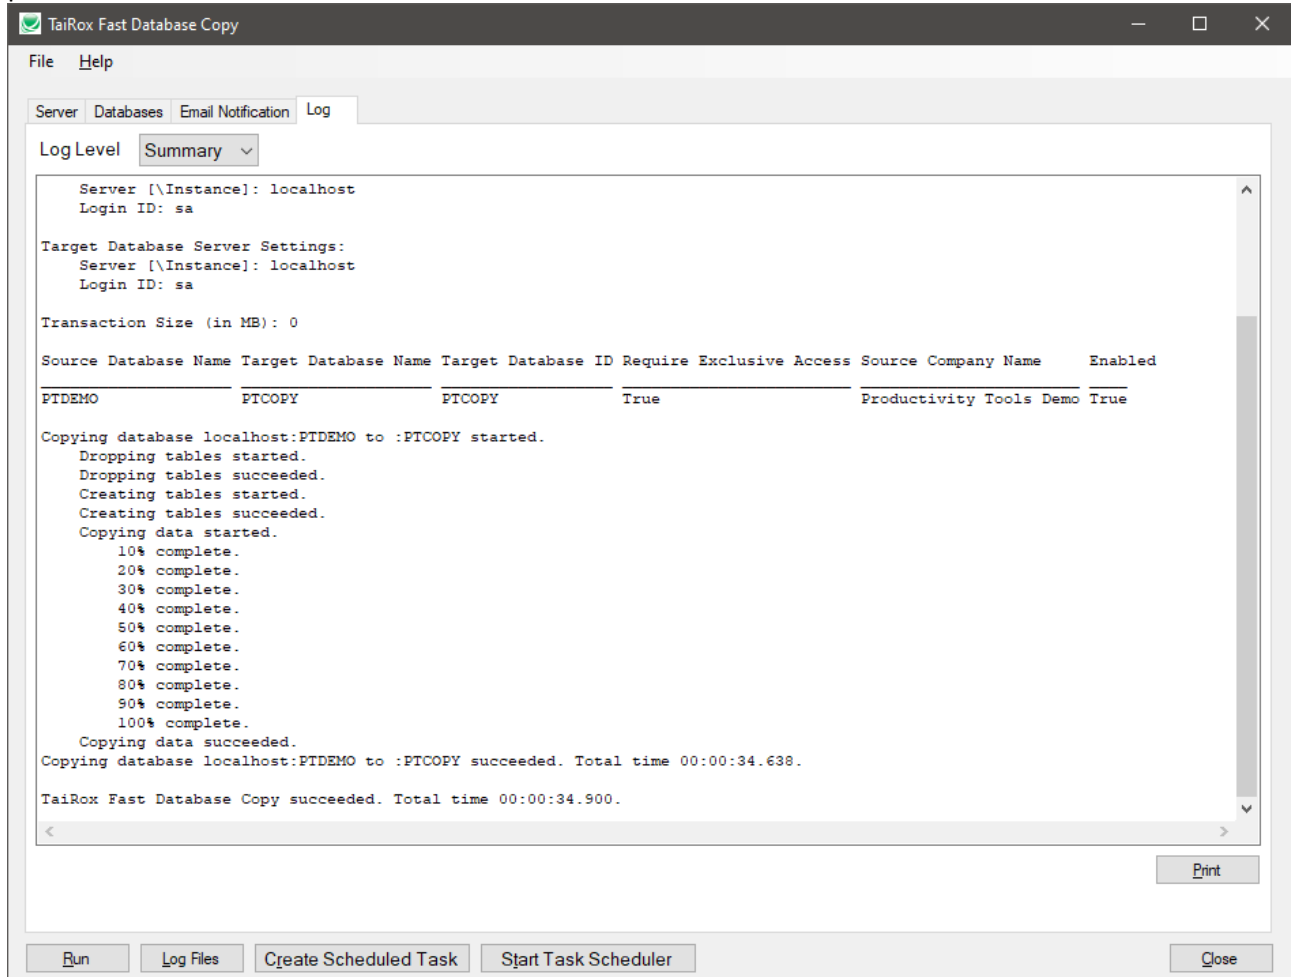 TaiRox Fast Database Copy
File Help
Server Databases Email Notification Log
Log Level Summary
Server [\Instance]: localhost
Login ID: sa
Target Database Server Settings:
Server [\Instance]: localhost
Login ID: sa
Transaction Size (in MB): 0
Source Database Name Target Database Name Target Database ID Require Exclusive Access Source Company Name Enabled
PTDEMO PTCOPY PTCOPY True Productivity Tools Demo True
Copying database localhost:PTDEMO to :PTCOPY started.
Dropping tables started.
Dropping tables succeeded.
Creating tables started.
Creating tables succeeded.
Copying data started.
10% complete.
20% complete.
30% complete.
40% complete.
50% complete.
60% complete.
70% complete.
80% complete.
90% complete.
100% complete.
Copying data succeeded.
Copying database localhost:PTDEMO to :PTCOPY succeeded. Total time 00:00:34.638.
TaiRox Fast Database Copy succeeded. Total time 00:00:34.900.
Print
Run Log Files Create Scheduled Task Start Task Scheduler Close